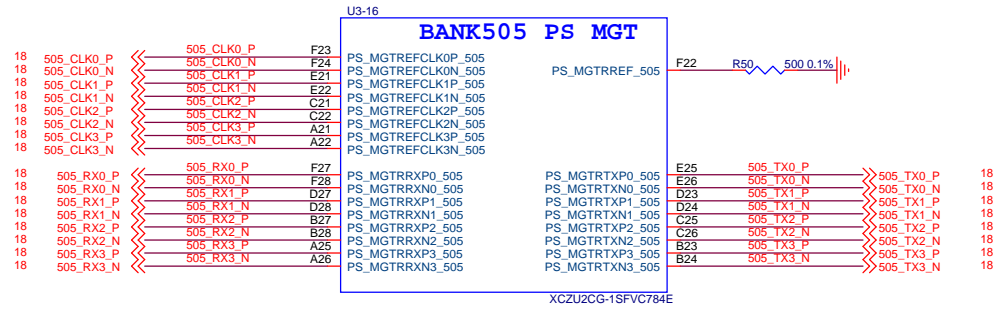 U3-16
BANK505 PS MGT
18 505_CLK0_P 505_CLK0_P F23 PS_MGTREFCLK0P_505
18 505_CLK0_N 505_CLK0_N F24 PS_MGTREFCLK0N_505
18 505_CLK1_P 505_CLK1_P E21 PS_MGTREFCLK1P_505
18 505_CLK1_N 505_CLK1_N E22 PS_MGTREFCLK1N_505
18 505_CLK2_P 505_CLK2_P C21 PS_MGTREFCLK2P_505
18 505_CLK2_N 505_CLK2_N C22 PS_MGTREFCLK2N_505
18 505_CLK3_P 505_CLK3_P A21 PS_MGTREFCLK3P_505
18 505_CLK3_N 505_CLK3_N A22 PS_MGTREFCLK3N_505
PS_MGTRREF_505 F22 R50 500 0.1%
18 505_RX0_P 505_RX0_P F27 PS_MGTRRXP0_505 PS_MGTRTXP0_505 E25 505_TX0_P 505_TX0_P 18
18 505_RX0_N 505_RX0_N F28 PS_MGTRRXN0_505 PS_MGTRTXN0_505 E26 505_TX0_N 505_TX0_N 18
18 505_RX1_P 505_RX1_P D27 PS_MGTRRXP1_505 PS_MGTRTXP1_505 D23 505_TX1_P 505_TX1_P 18
18 505_RX1_N 505_RX1_N D28 PS_MGTRRXN1_505 PS_MGTRTXN1_505 D24 505_TX1_N 505_TX1_N 18
18 505_RX2_P 505_RX2_P B27 PS_MGTRRXP2_505 PS_MGTRTXP2_505 C25 505_TX2_P 505_TX2_P 18
18 505_RX2_N 505_RX2_N B28 PS_MGTRRXN2_505 PS_MGTRTXN2_505 C26 505_TX2_N 505_TX2_N 18
18 505_RX3_P 505_RX3_P A25 PS_MGTRRXP3_505 PS_MGTRTXP3_505 B23 505_TX3_P 505_TX3_P 18
18 505_RX3_N 505_RX3_N A26 PS_MGTRRXN3_505 PS_MGTRTXN3_505 B24 505_TX3_N 505_TX3_N 18
XCZU2CG-1SFVC784E